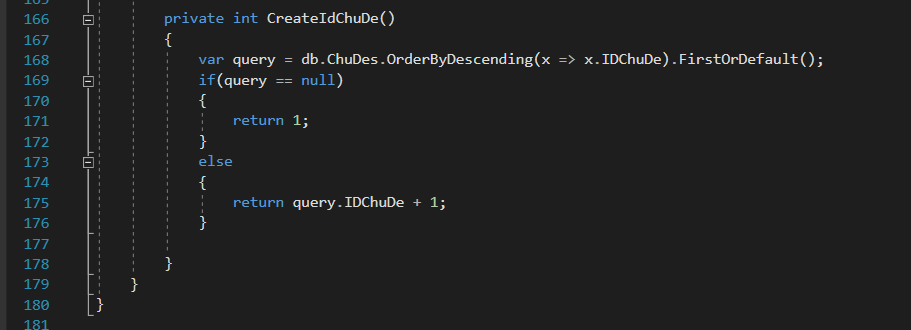 165
166 private int CreateIdChuDe()
167 {
168 var query = db.ChuDes.OrderByDescending(x => x.IDChuDe).FirstOrDefault();
169 if(query == null)
170 {
171 return 1;
172 }
173 else
174 {
175 return query.IDChuDe + 1;
176 }
177
178 }
179 }
180 }
181